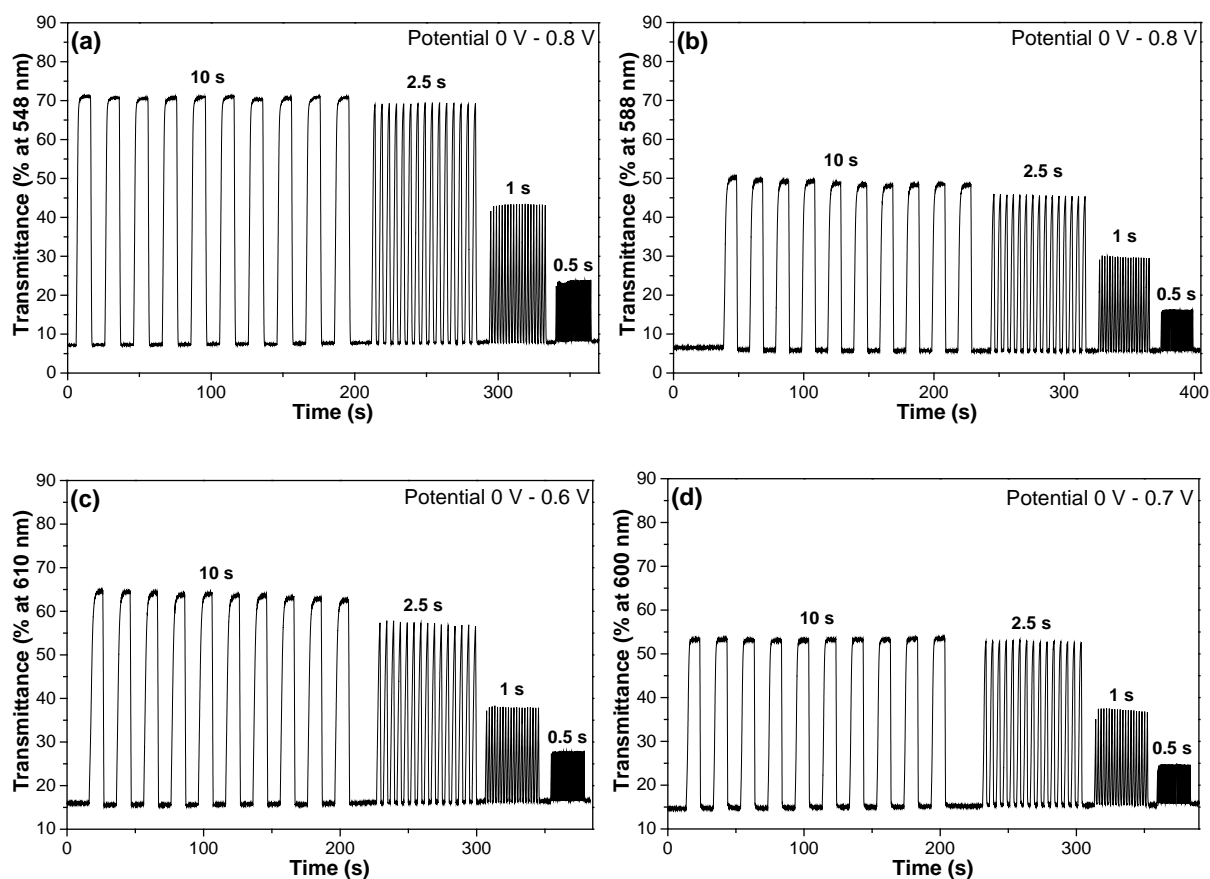 (a)
Potential 0 V - 0.8 V
10 s
2.5 s
1 s
0.5 s
90
80
70
60
50
40
30
20
10
0
0 100 200 300
Transmittance (% at 548 nm)
Time (s)
(b)
Potential 0 V - 0.8 V
10 s
2.5 s
1 s
0.5 s
90
80
70
60
50
40
30
20
10
0
0 100 200 300 400
Transmittance (% at 588 nm)
Time (s)
(c)
Potential 0 V - 0.6 V
10 s
2.5 s
1 s
0.5 s
90
80
70
60
50
40
30
20
10
0 100 200 300
Transmittance (% at 610 nm)
Time (s)
(d)
Potential 0 V - 0.7 V
10 s
2.5 s
1 s
0.5 s
90
80
70
60
50
40
30
20
10
0 100 200 300
Transmittance (% at 600 nm)
Time (s)